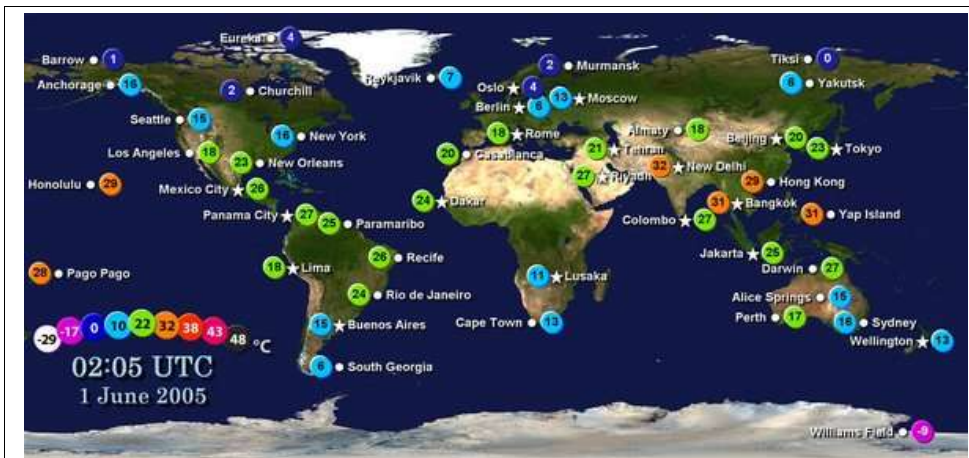 Eureka 4
Barrow 1
2 Murmansk
Tiksi 0
Anchorage 16
2 Churchill
Reykjavik 7
Oslo 4
6 Yakutsk
Berlin 6
13 Moscow
Seattle 15
16 New York
18 Rome
Almaty 18
Beijing 20
23 Tokyo
Los Angeles 18
23 New Orleans
20 Casablanca
21 Tehran
32 New Delhi
Honolulu 29
Mexico City 26
27 Riyadh
29 Hong Kong
24 Dakar
31 Bangkok
Panama City 27
25 Paramaribo
Colombo 27
31 Yap Island
26 Recife
Jakarta 25
28 Pago Pago
18 Lima
11 Lusaka
Darwin 27
24 Rio de Janeiro
Alice Springs 15
15 Buenos Aires
Cape Town 13
Perth 17
16 Sydney
Wellington 13
-29 -17 0 10 22 32 38 43 48 °C
02:05 UTC
6 South Georgia
1 June 2005
Williams Field -9